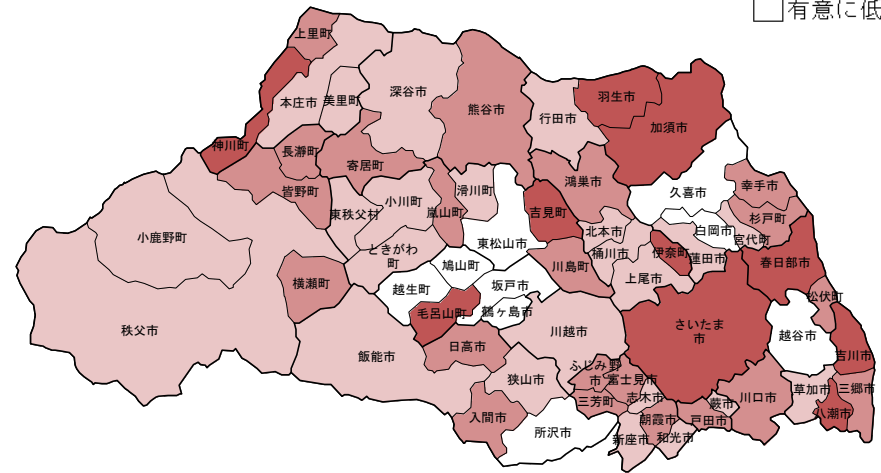 有意に低
上里町
本庄市
美里町
深谷市
熊谷市
行田市
羽生市
加須市
神川町
長瀞町
寄居町
皆野町
東秩父村
小川町
嵐山町
滑川町
吉見町
鴻巣市
久喜市
幸手市
杉戸町
小鹿野町
ときがわ
町
東松山市
北本市
桶川市
伊奈町
白岡市
宮代町
蓮田市
春日部市
鳩山町
川島町
上尾市
横瀬町
越生町
坂戸市
松伏町
毛呂山町
鶴ヶ島市
川越市
さいたま
市
越谷市
吉川市
秩父市
飯能市
日高市
狭山市
ふじみ野
市
富士見市
三芳町
志木市
蕨市
川口市
草加市
三郷市
八潮市
入間市
所沢市
新座市
朝霞市
和光市
戸田市